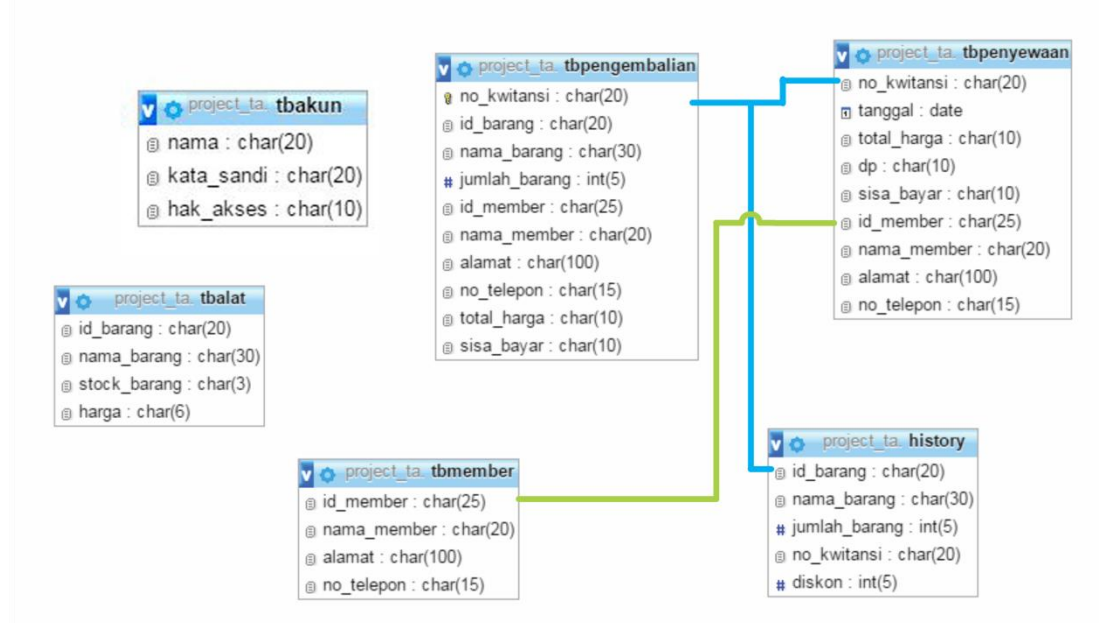 project_ta. tbakun
nama : char(20)
kata_sandi : char(20)
hak_akses : char(10)
project_ta. tbpengembalian
no_kwitansi : char(20)
id_barang : char(20)
nama_barang : char(30)
# jumlah_barang : int(5)
id_member : char(25)
nama_member : char(20)
alamat : char(100)
no_telepon : char(15)
total_harga : char(10)
sisa_bayar : char(10)
project_ta. tbpenyewaan
no_kwitansi : char(20)
tanggal : date
total_harga : char(10)
dp : char(10)
sisa_bayar : char(10)
id_member : char(25)
nama_member : char(20)
alamat : char(100)
no_telepon : char(15)
project_ta. tbalat
id_barang : char(20)
nama_barang : char(30)
stock_barang : char(3)
harga : char(6)
project_ta. tbmember
id_member : char(25)
nama_member : char(20)
alamat : char(100)
no_telepon : char(15)
project_ta. history
id_barang : char(20)
nama_barang : char(30)
# jumlah_barang : int(5)
no_kwitansi : char(20)
# diskon : int(5)